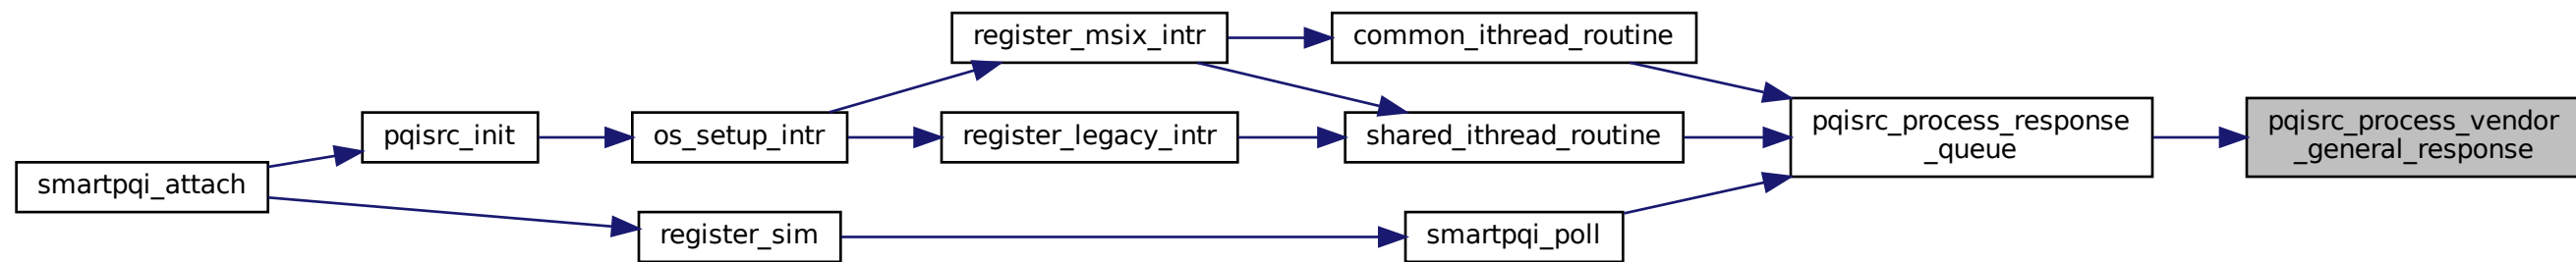 register_msix_intr
common_ithread_routine
pqisrc_init
os_setup_intr
register_legacy_intr
shared_ithread_routine
pqisrc_process_response
_queue
pqisrc_process_vendor
_general_response
smartpqi_attach
register_sim
smartpqi_poll